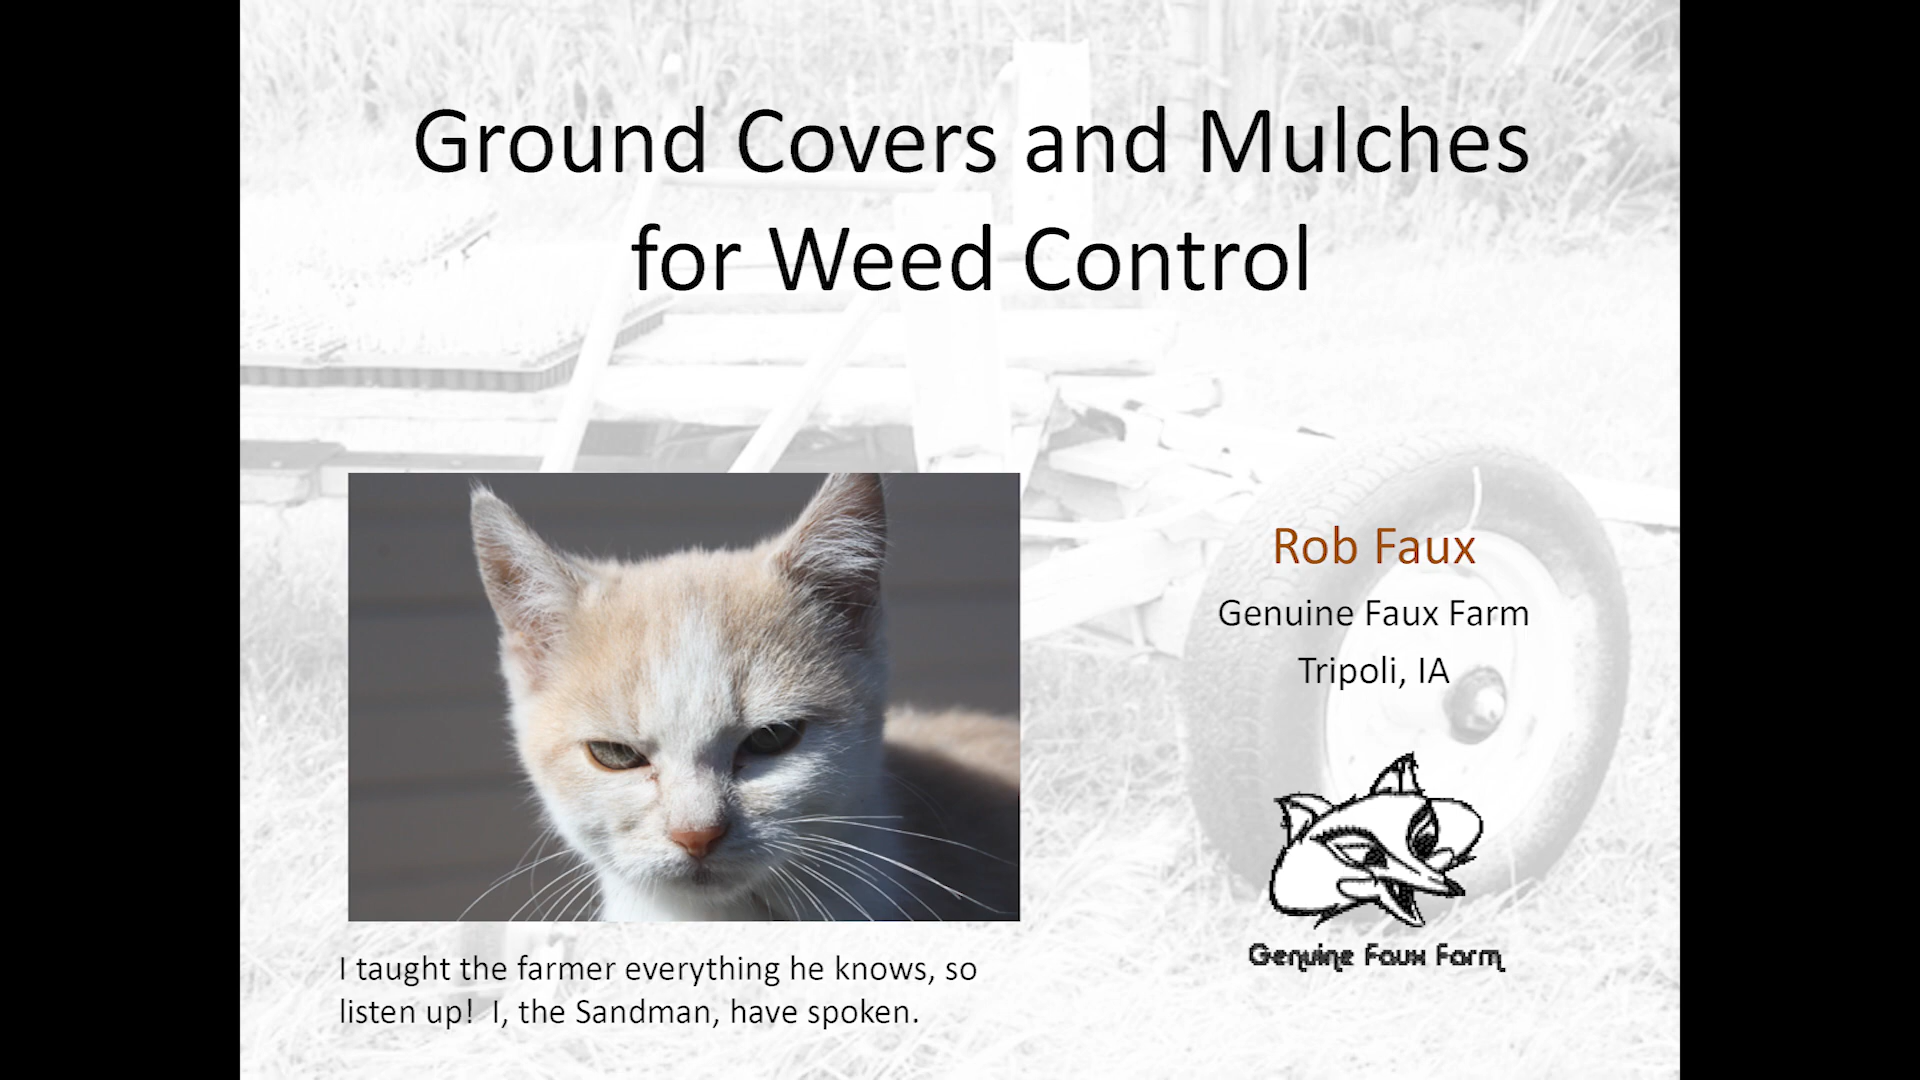 Ground Covers and Mulches
for Weed Control
Rob Faux
Genuine Faux Farm
Tripoli, IA
Genuine Faux Farm
I taught the farmer everything he knows, so
listen up!  I, the Sandman, have spoken.